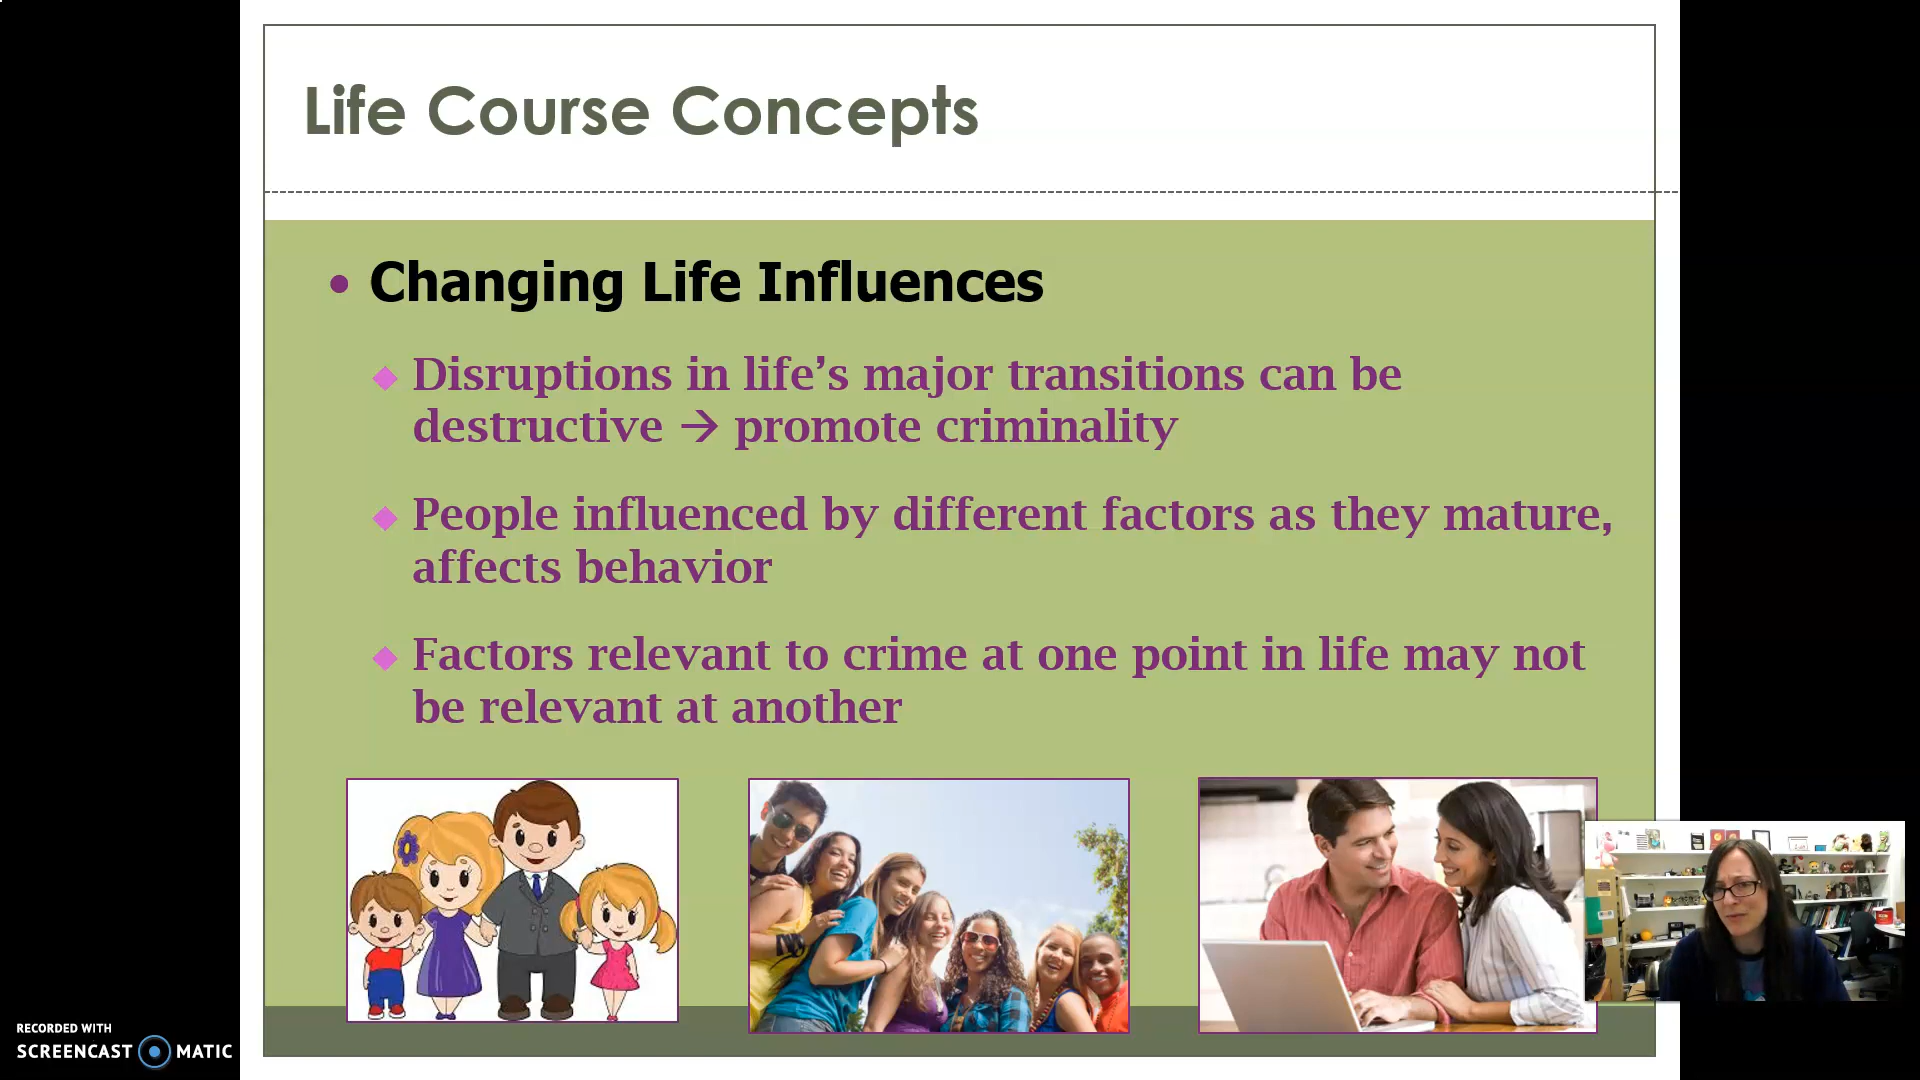 Life Course Concepts
• Changing Life Influences
◆ Disruptions in life’s major transitions can be
destructive → promote criminality
◆ People influenced by different factors as they mature,
affects behavior
◆ Factors relevant to crime at one point in life may not
be relevant at another
RECORDED WITH
SCREENCAST MATIC